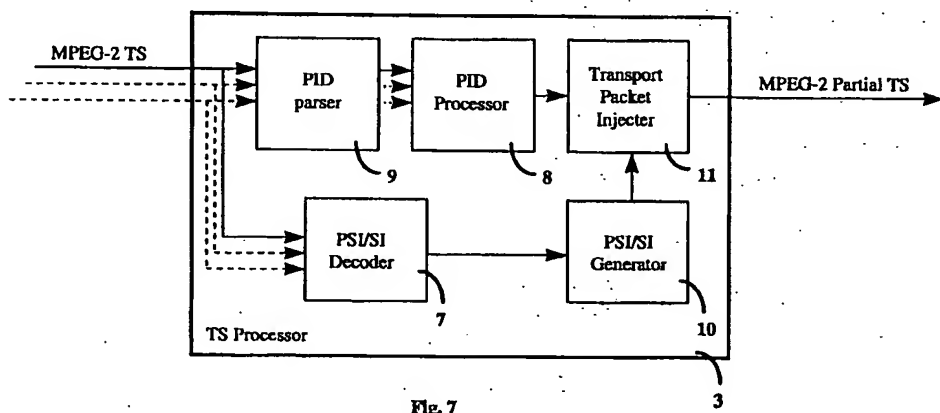 MPEG-2 TS
PID
parser
9
PID
Processor
8
Transport
Packet
Injecter
11
MPEG-2 Partial TS
PSI/SI
Decoder
7
PSI/SI
Generator
10
TS Processor
3
Fig. 7